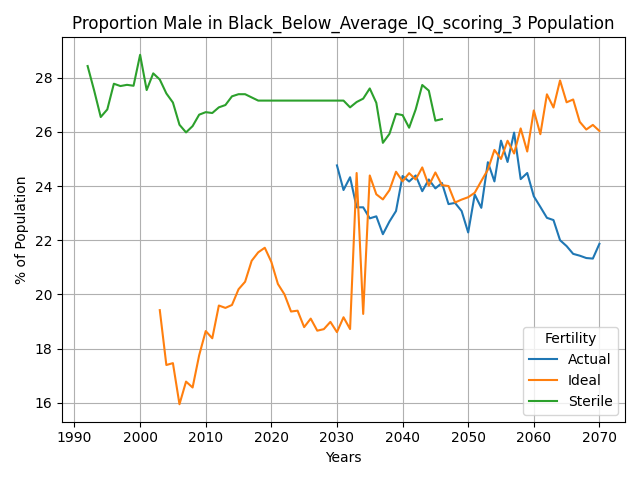 Proportion Male in Black_Below_Average_IQ_scoring_3 Population
% of Population
28
26
24
22
20
18
16
Fertility
Actual
Ideal
Sterile
1990 2000 2010 2020 2030 2040 2050 2060 2070
Years